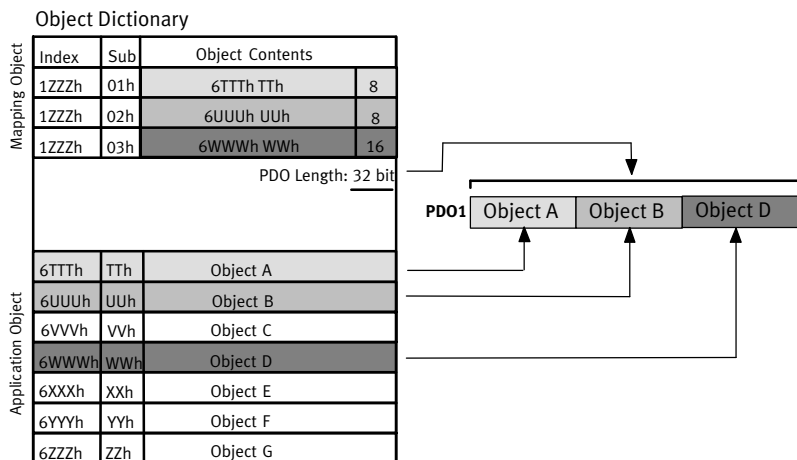 Object Dictionary
Mapping Object
Index Sub Object Contents
1ZZZh 01h 6TTTh TTh 8
1ZZZh 02h 6UUUh UUh 8
1ZZZh 03h 6WWWh WWh 16
PDO Length: 32 bit
PDO1 Object A Object B Object D
Application Object
6TTTh TTh Object A
6UUUh UUh Object B
6VVVh VVh Object C
6WWWh WWh Object D
6XXXh XXh Object E
6YYYh YYh Object F
6ZZZh ZZh Object G